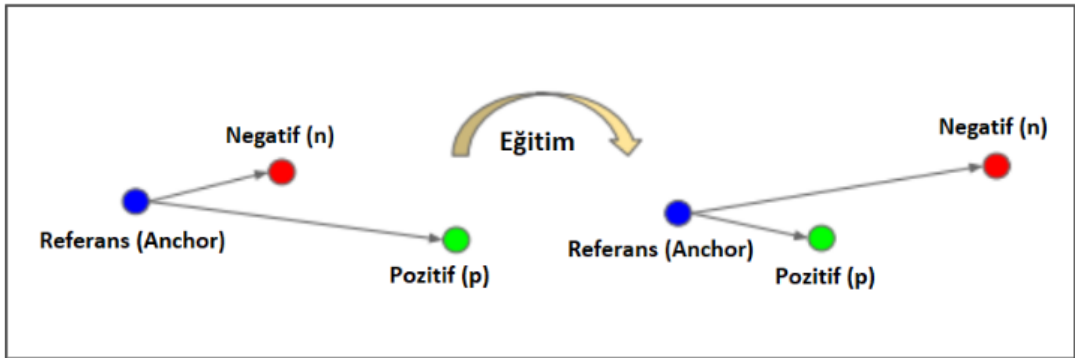 Negatif (n)
Referans (Anchor)
Pozitif (p)
Eğitim
Negatif (n)
Referans (Anchor)
Pozitif (p)